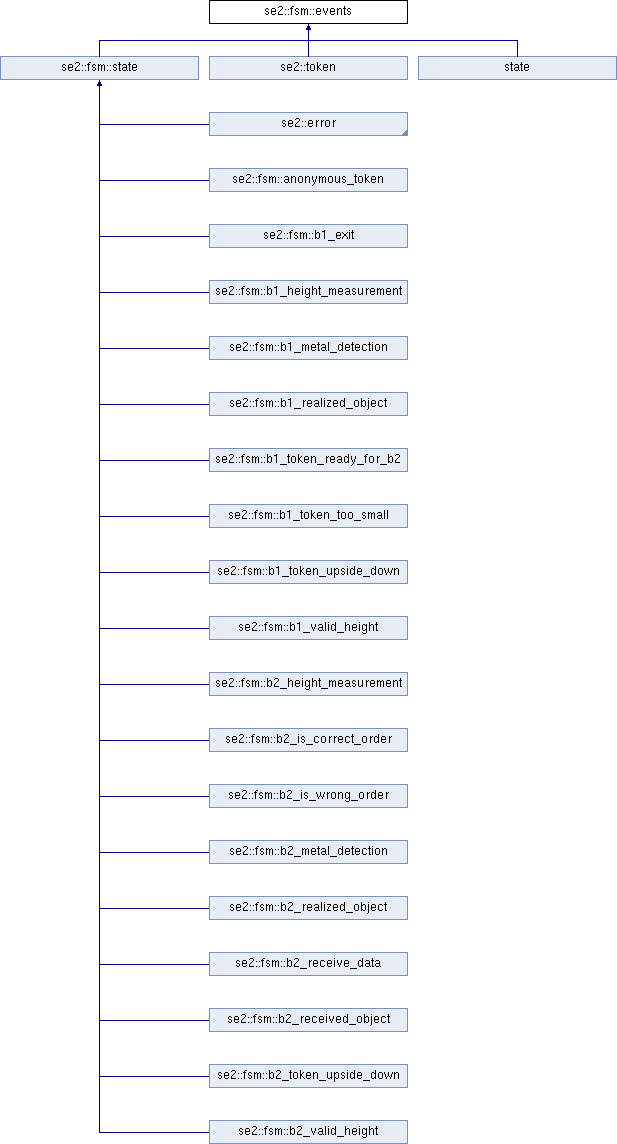 se2::fsm::events
se2::fsm::state
se2::token
state
se2::error
se2::fsm::anonymous_token
se2::fsm::b1_exit
se2::fsm::b1_height_measurement
se2::fsm::b1_metal_detection
se2::fsm::b1_realized_object
se2::fsm::b1_token_ready_for_b2
se2::fsm::b1_token_too_small
se2::fsm::b1_token_upside_down
se2::fsm::b1_valid_height
se2::fsm::b2_height_measurement
se2::fsm::b2_is_correct_order
se2::fsm::b2_is_wrong_order
se2::fsm::b2_metal_detection
se2::fsm::b2_realized_object
se2::fsm::b2_receive_data
se2::fsm::b2_received_object
se2::fsm::b2_token_upside_down
se2::fsm::b2_valid_height